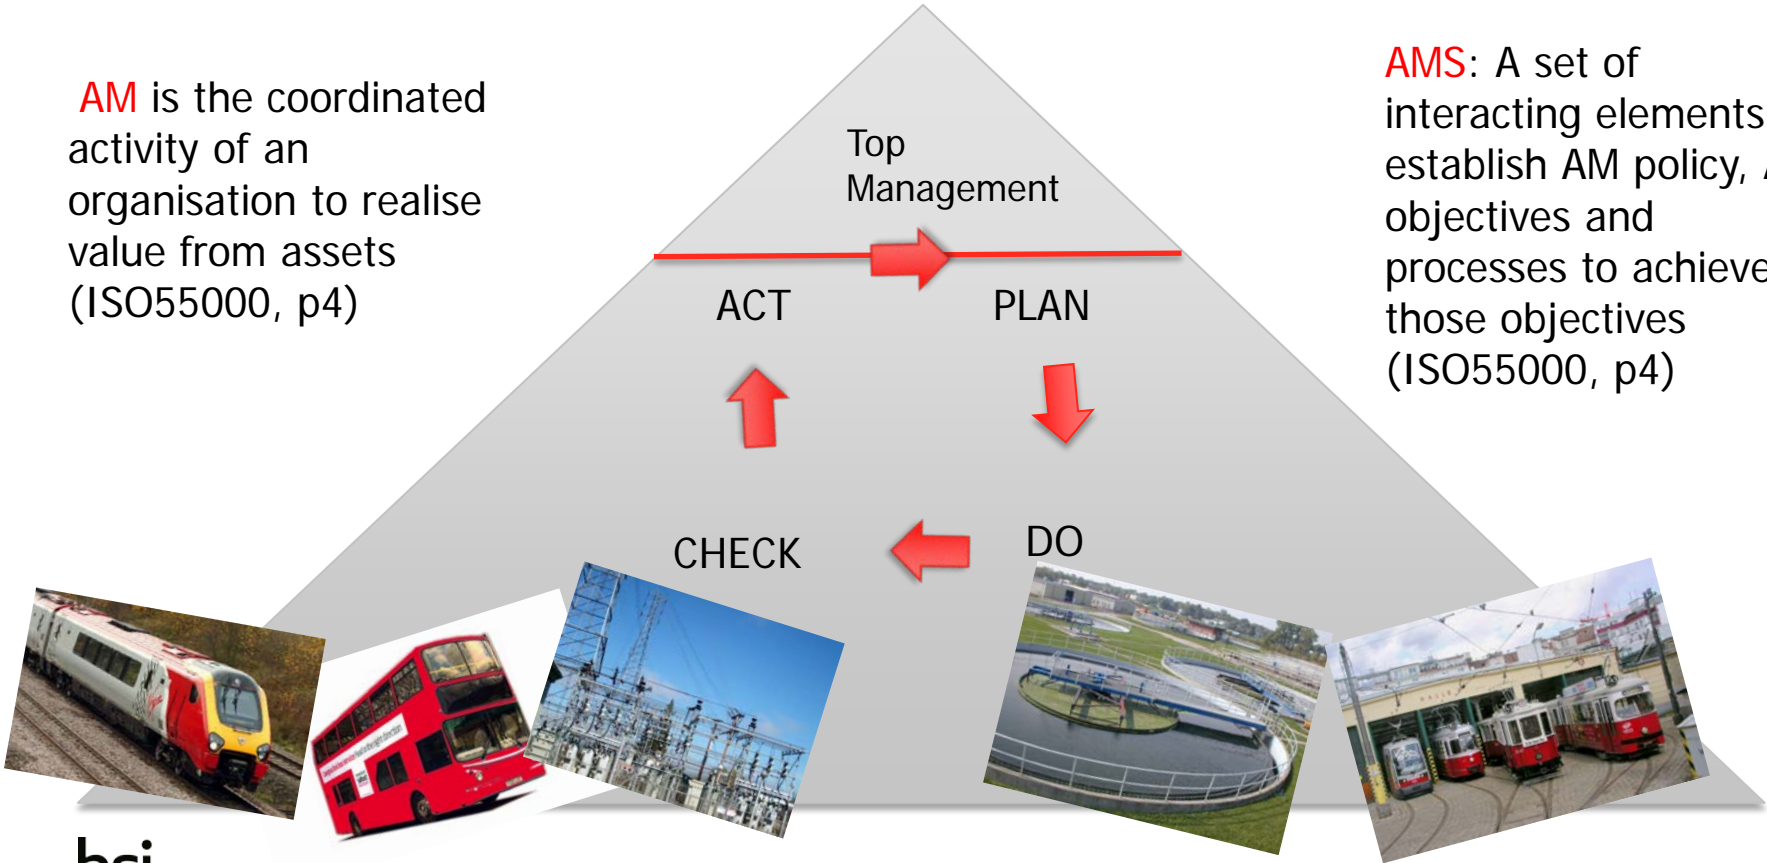 AM is the coordinated
activity of an
organisation to realise
value from assets
(ISO55000, p4)
Top
Management
ACT
PLAN
CHECK
DO
AMS: A set of
interacting elements
establish AM policy,
objectives and
processes to achieve
those objectives
(ISO55000, p4)
bsi